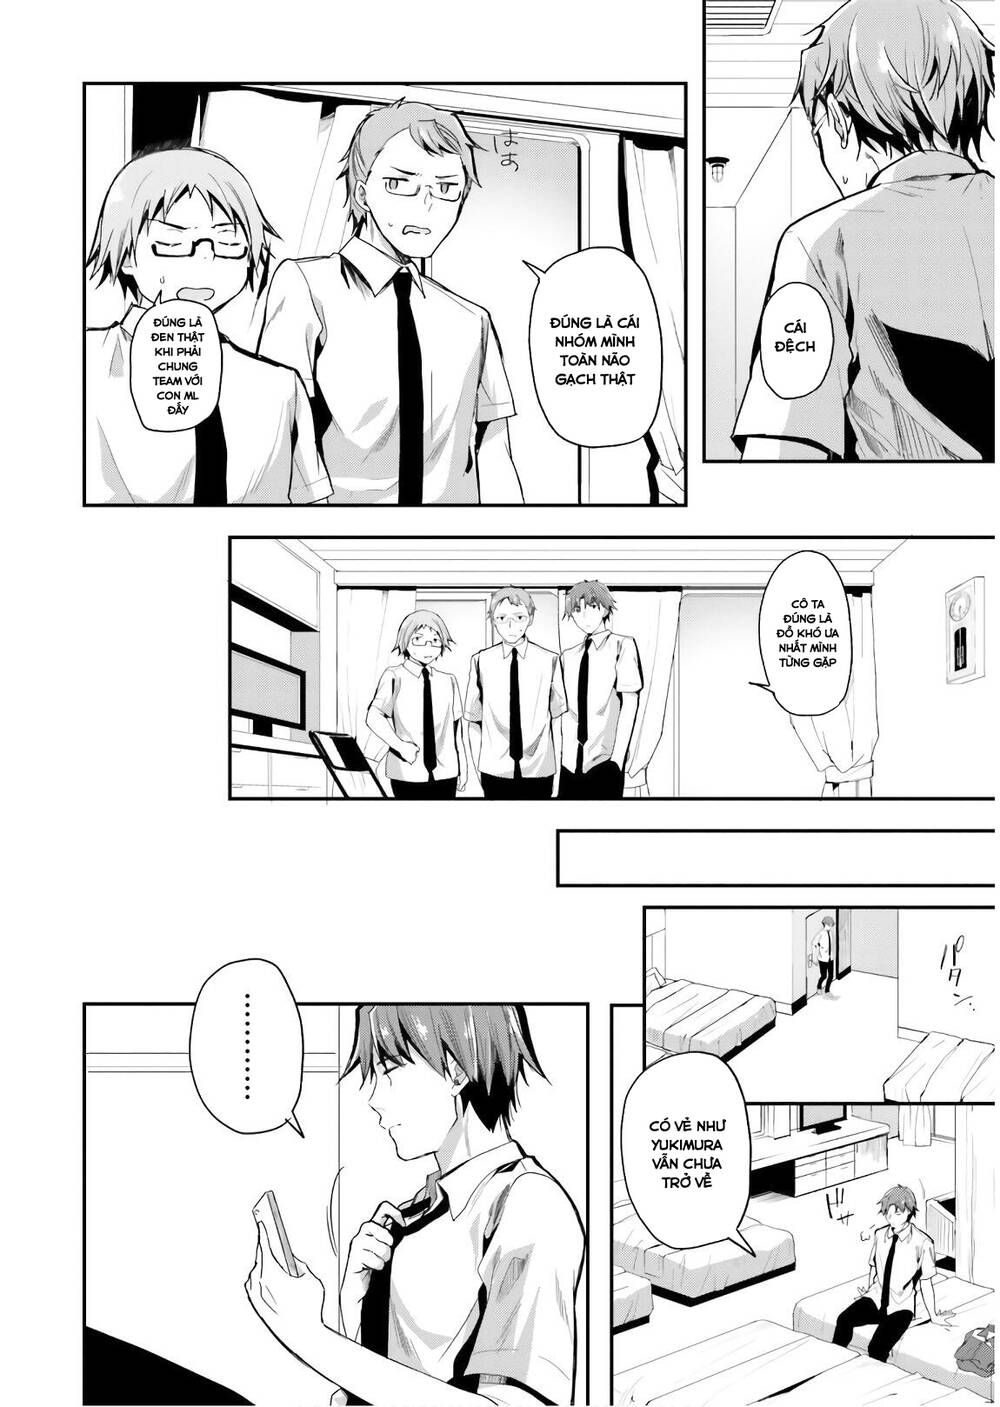 CÁI
ĐỆCH
はぁ
ĐÚNG LÀ CÁI
NHÓM MÌNH
TOÀN NÃO
GẠCH THẬT
ĐÚNG LÀ
ĐEN THẬT
KHI PHẢI
CHUNG
TEAM VỚI
CON ML
ĐẤY
CÔ TA
ĐÚNG LÀ
ĐỒ KHÓ ƯA
NHẤT MÌNH
TỪNG GẶP
パタン…
CÓ VẺ NHƯ
YUKIMURA
VẪN CHƯA
TRỞ VỀ
ドサ
………